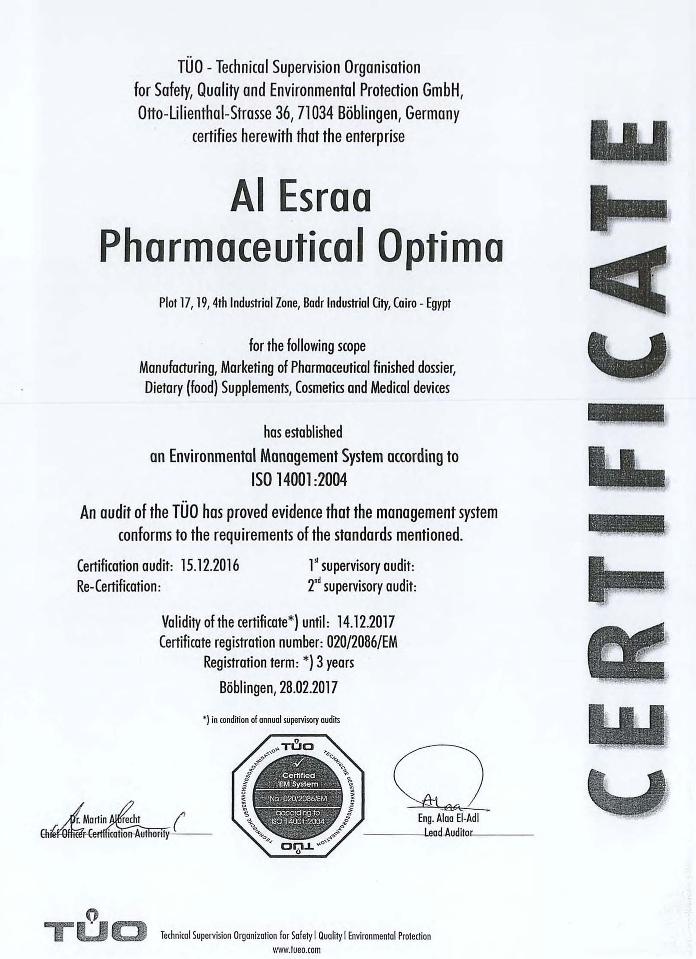 TÜO - Technical Supervision Organisation
for Safety, Quality and Environmental Protection GmbH,
Otto-Lilienthal-Strasse 36, 71034 Böblingen, Germany
certifies herewith that the enterprise
Al Esraa
Pharmaceutical Optima
Plot 17, 19, 4th Industrial Zone, Badr Industrial City, Cairo - Egypt
for the following scope
Manufacturing, Marketing of Pharmaceutical finished dossier,
Dietary (food) Supplements, Cosmetics and Medical devices
has established
an Environmental Management System according to
ISO 14001:2004
An audit of the TÜO has proved evidence that the management system
conforms to the requirements of the standards mentioned.
Certification audit: 15.12.2016 1st supervisory audit:
Re-Certification: 2nd supervisory audit:
Validity of the certificate*) until: 14.12.2017
Certificate registration number: 020/2086/EM
Registration term: *) 3 years
Böblingen, 28.02.2017
*) in condition of annual supervisory audits
TÜO
TECHNISCHE UEBERWACHUNGSORGANISATION
Certified
EM System
No. 020/2086/EM
according to
ISO 14001:2004
TÜO
Dr. Martin Albrecht
Chief Officer Certification Authority
Alaa
Eng. Alaa El-Adl
Lead Auditor
CERTIFICATE
TÜO Technical Supervision Organization for Safety | Quality | Environmental Protection
www.tueo.com